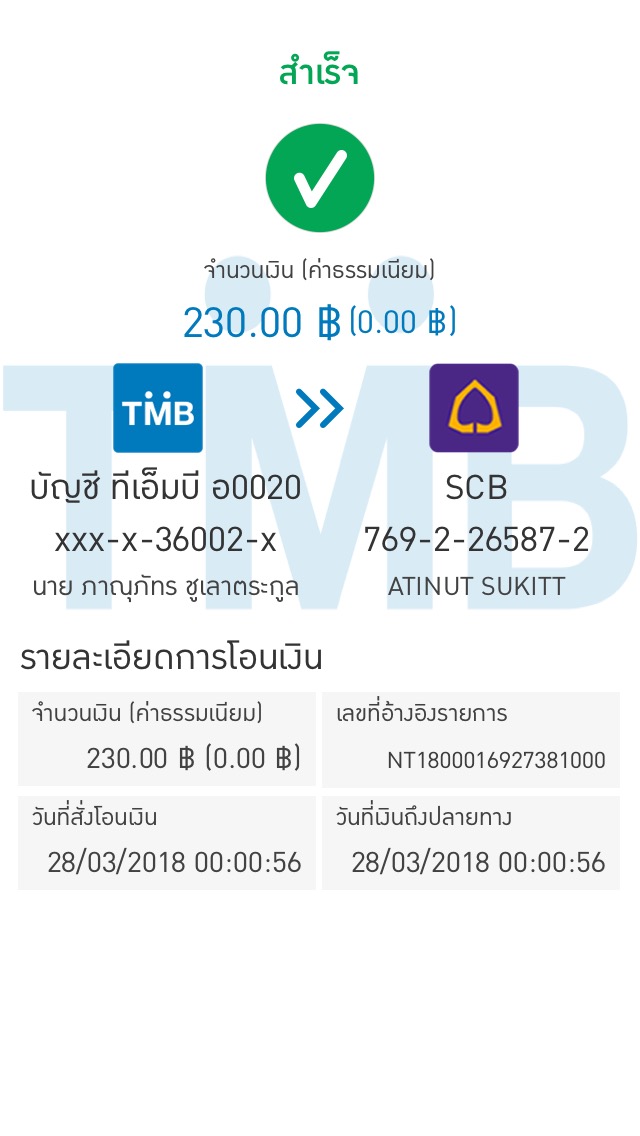 สำเร็จ
จำนวนเงิน (ค่าธรรมเนียม)
230.00 ฿ (0.00 ฿)
TMB
TMB
บัญชี ทีเอ็มบี อ0020
SCB
xxx-x-36002-x
769-2-26587-2
นาย ภาณุภัทร ชูเลาตระกูล
ATINUT SUKITT
รายละเอียดการโอนเงิน
จำนวนเงิน (ค่าธรรมเนียม)
230.00 ฿ (0.00 ฿)
เลขที่อ้างอิงรายการ
NT1800016927381000
วันที่สั่งโอนเงิน
28/03/2018 00:00:56
วันที่เงินถึงปลายทาง
28/03/2018 00:00:56